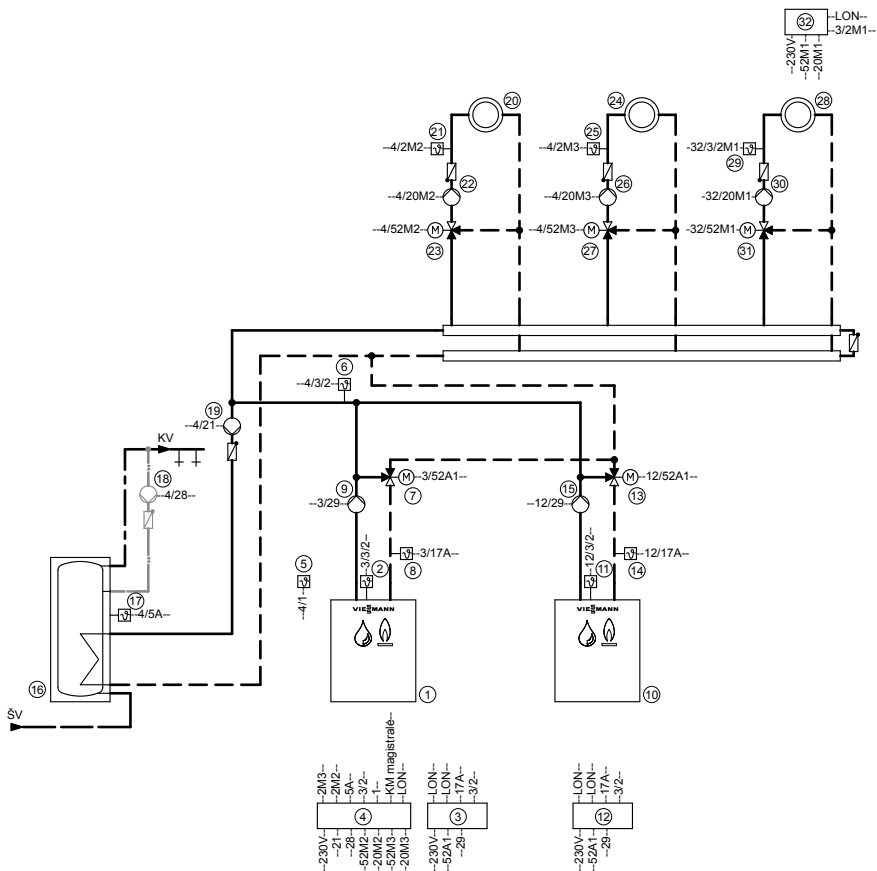 32
--LON--
--3/2M1--
--230V--
--52M1--
--20M1--
20
24
28
21
--4/2M2--
25
--4/2M3--
-32/3/2M1--
29
22
--4/20M2--
26
--4/20M3--
30
-32/20M1--
--4/52M2--
M
23
--4/52M3--
M
27
-32/52M1--
M
31
6
--4/3/2--
19
--4/21--
KV
18
--4/28--
9
--3/29--
M
--3/52A1--
7
15
--12/29--
M
--12/52A1--
13
5
--4/1--
--3/3/2--
2
--3/17A--
8
--12/3/2--
11
--12/17A--
14
17
--4/5A--
VIESSMANN
VIESSMANN
16
1
10
ŠV
--2M3--
--2M2--
--5A--
--3/2--
--1--
--KM magistralė--
--LON--
4
--230V--
--21--
--28--
--52M2--
--20M2--
--52M3--
--20M3--
--LON--
--LON--
--17A--
--3/2--
3
--230V--
--52A1--
--29--
--LON--
--LON--
--17A--
--3/2--
12
--230V--
--52A1--
--29--